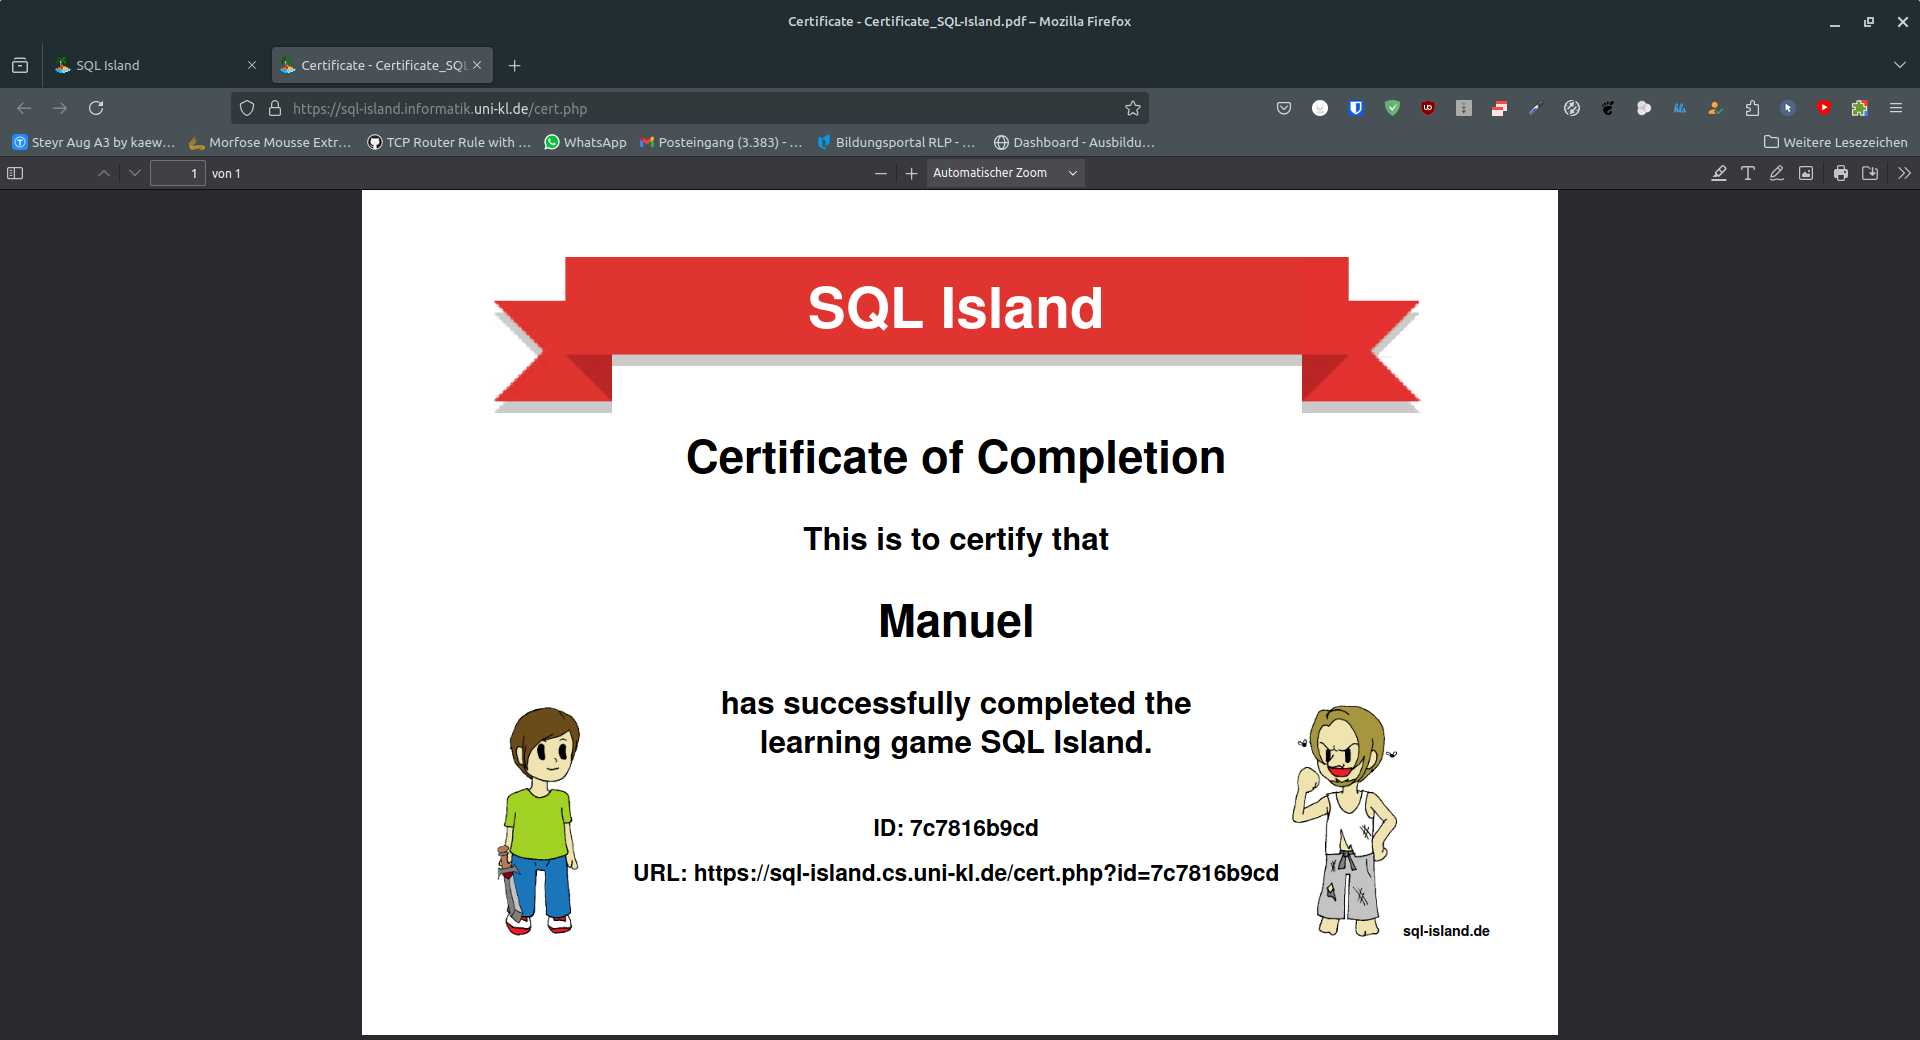 Certificate - Certificate_SQL-Island.pdf – Mozilla Firefox
SQL Island
Certificate - Certificate_SQL
https://sql-island.informatik.uni-kl.de/cert.php
Steyr Aug A3 by kaew…
Morfose Mousse Extr…
TCP Router Rule with …
WhatsApp
Posteingang (3.383) - …
Bildungsportal RLP - …
Dashboard - Ausbildu…
Weitere Lesezeichen
1 von 1
Automatischer Zoom
SQL Island
Certificate of Completion
This is to certify that
Manuel
has successfully completed the
learning game SQL Island.
ID: 7c7816b9cd
URL: https://sql-island.cs.uni-kl.de/cert.php?id=7c7816b9cd
sql-island.de